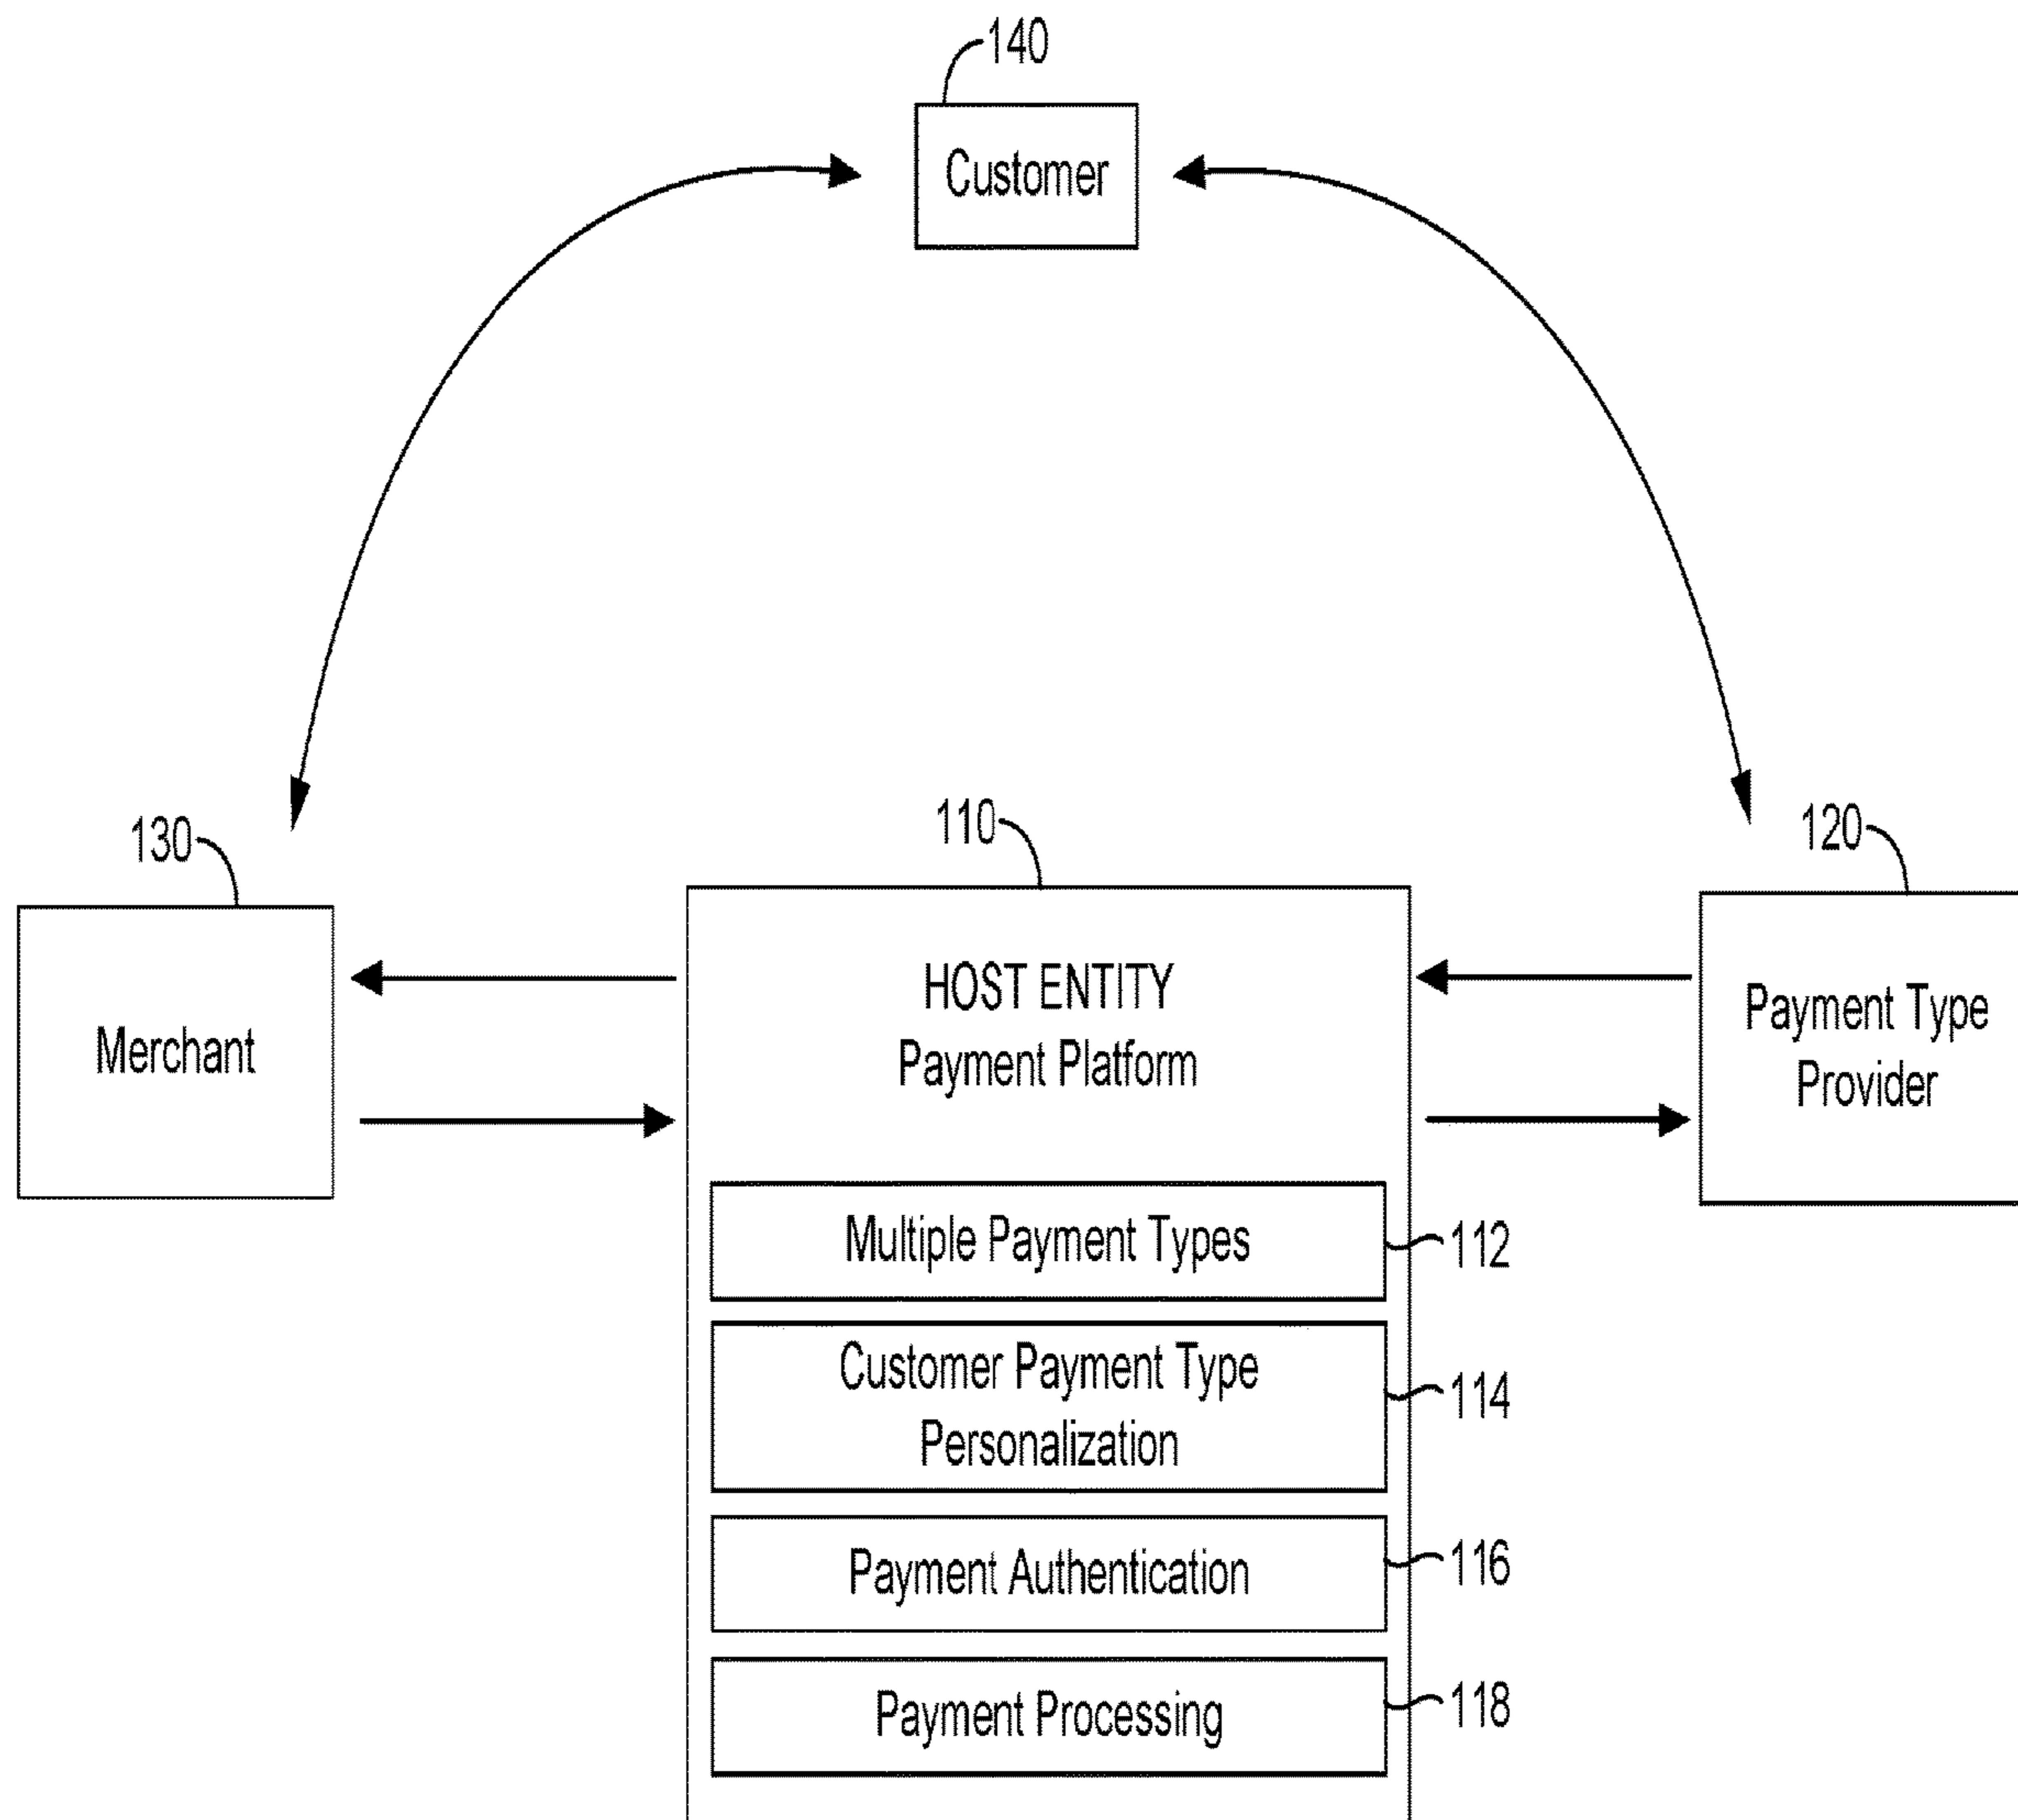 140
Customer
130
110
120
Merchant
HOST ENTITY
Payment Platform
Payment Type
Provider
Multiple Payment Types
112
Customer Payment Type
Personalization
114
Payment Authentication
116
Payment Processing
118